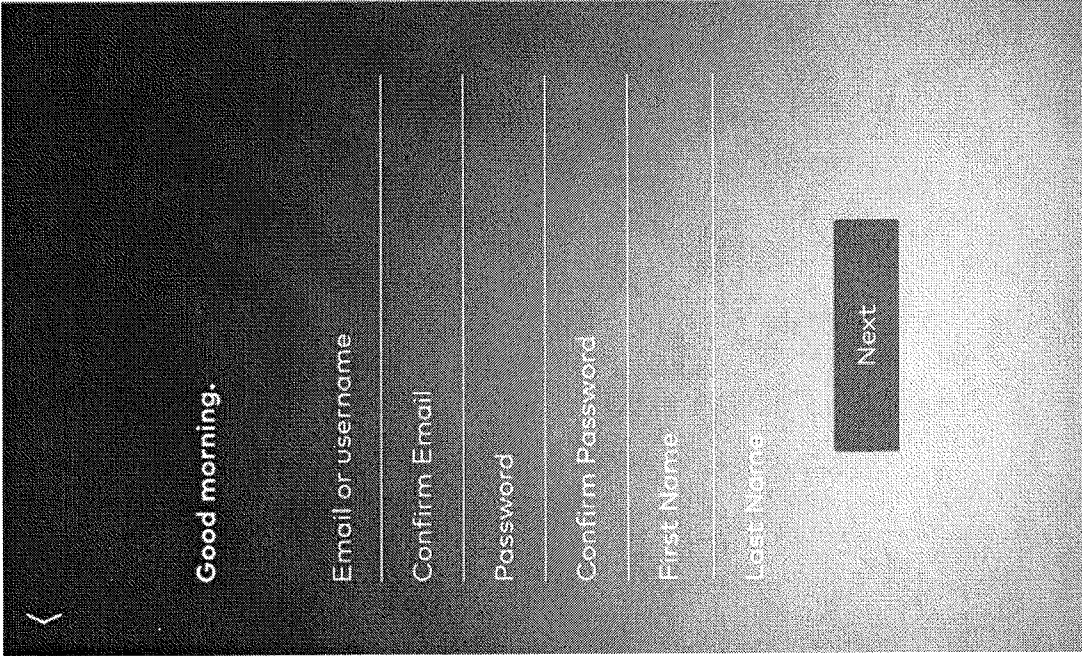 Good morning.
Email or username
Confirm Email
Password
Confirm Password
First Name
Last Name
Next